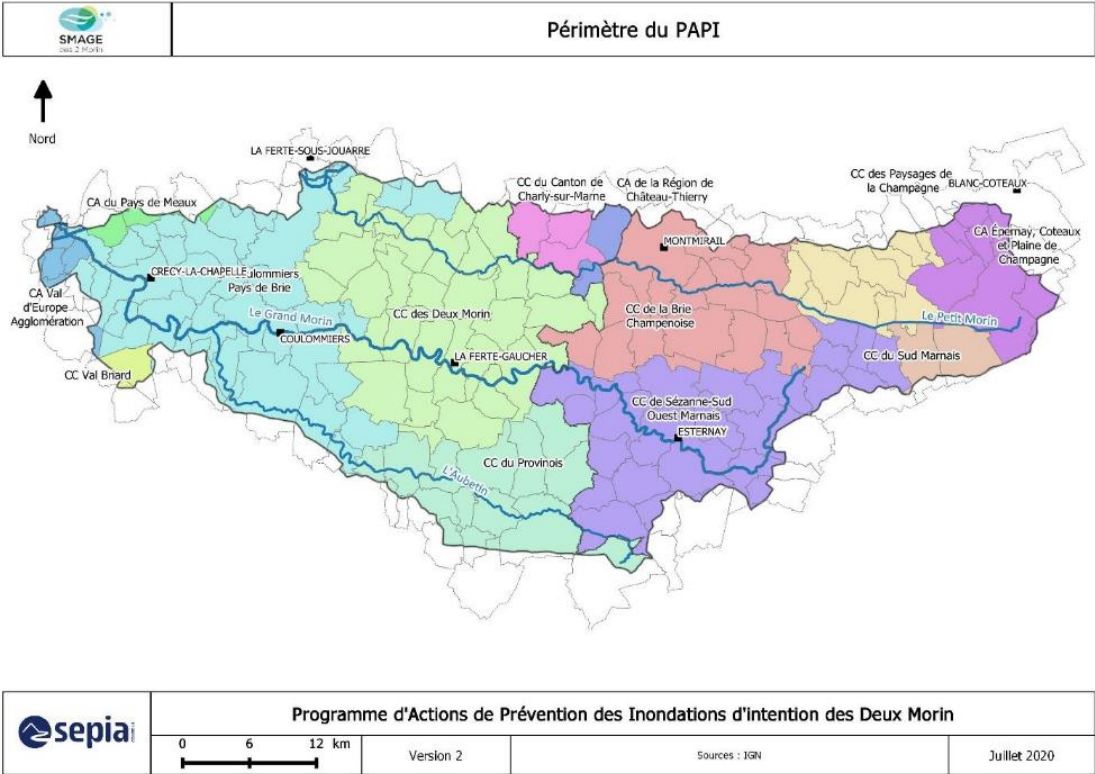 SMAGE
des 2 Morin
Périmètre du PAPI
Nord
LA FERTE-SOUS-JOUARRE
CA du Pays de Meaux
CC du Canton de
Charly-sur-Marne
CA de la Région de
Château-Thierry
CC des Paysages de
la Champagne
BLANC-COTEAUX
CA Épernay, Coteaux
et Plaine de
Champagne
MONTMIRAIL
CRECY-LA-CHAPELLE
ulommiers
Pays de Brie
CA Val
d'Europe
Agglomération
Le Grand Morin
CC des Deux Morin
CC de la Brie
Champenoise
Le Petit Morin
COULOMMIERS
LA FERTE-GAUCHER
CC du Sud Marnais
CC Val Briard
CC de Sézanne-Sud
Ouest Marnais
ESTERNAY
CC du Provinois
L'Aubetin
sepia
Programme d'Actions de Prévention des Inondations d'intention des Deux Morin
0 6 12 km
Version 2
Sources : IGN
Juillet 2020